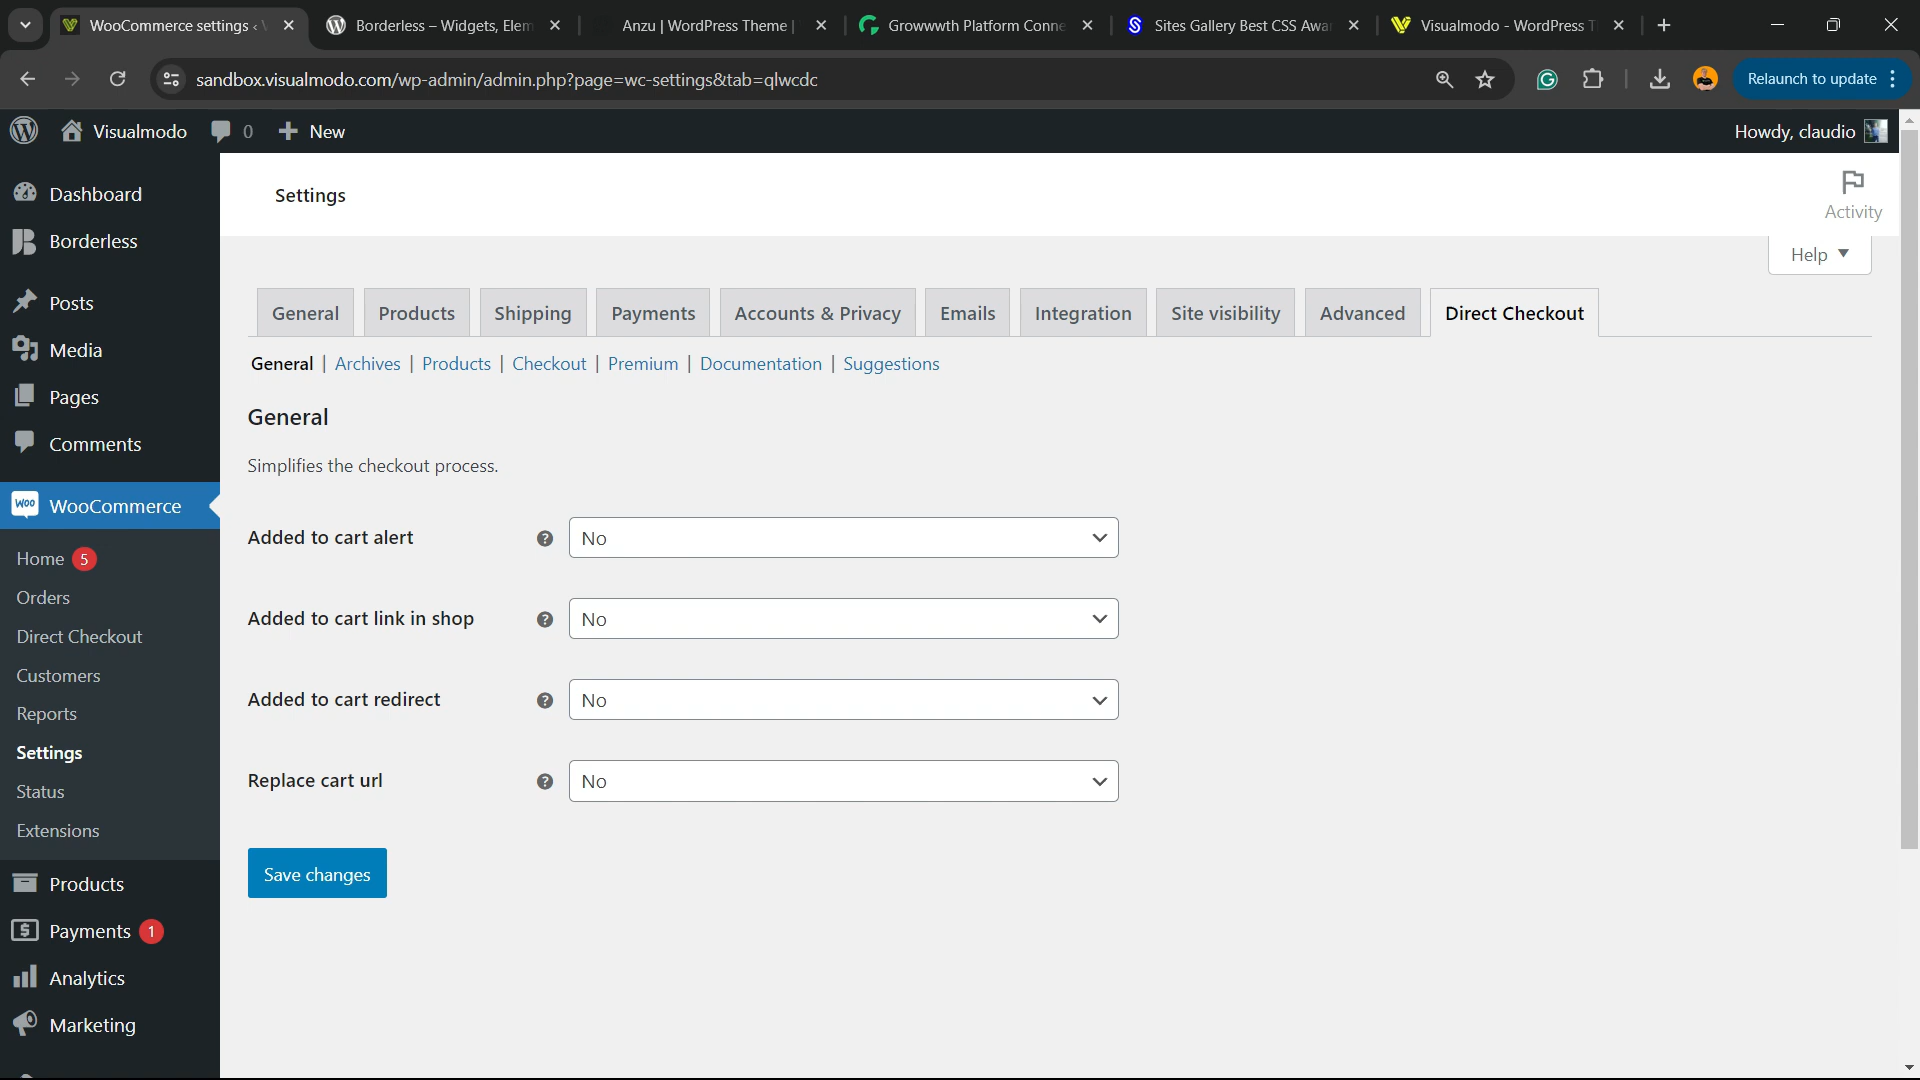 WooCommerce settings ‹
Borderless – Widgets, Elem
Anzu | WordPress Theme |
Growwwth Platform Conne
Sites Gallery Best CSS Awa
Visualmodo - WordPress T
sandbox.visualmodo.com/wp-admin/admin.php?page=wc-settings&tab=qlwcdc
Relaunch to update
Visualmodo
0
New
Howdy, claudio
Dashboard
Borderless
Posts
Media
Pages
Comments
Woo
WooCommerce
Home 5
Orders
Direct Checkout
Customers
Reports
Settings
Status
Extensions
Products
Payments 1
Analytics
Marketing
Settings
Activity
Help
General
Products
Shipping
Payments
Accounts & Privacy
Emails
Integration
Site visibility
Advanced
Direct Checkout
General | Archives | Products | Checkout | Premium | Documentation | Suggestions
General
Simplifies the checkout process.
Added to cart alert ? No
Added to cart link in shop ? No
Added to cart redirect ? No
Replace cart url ? No
Save changes